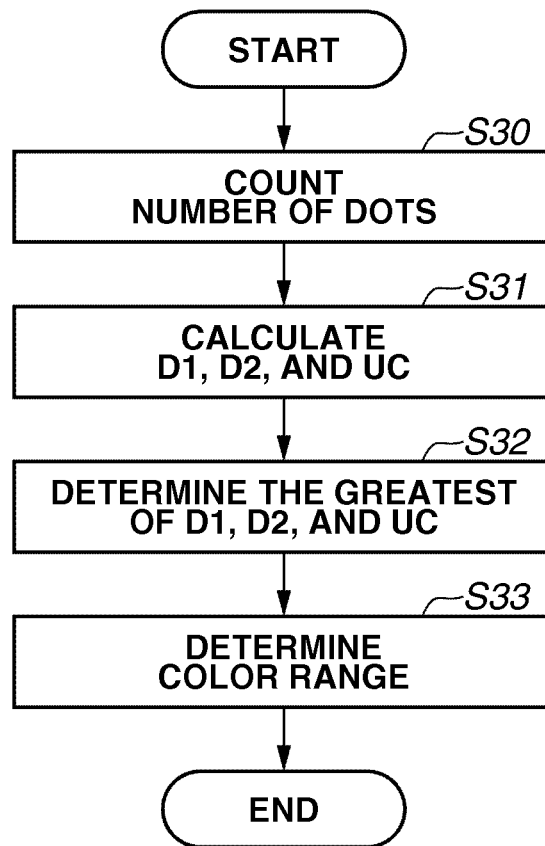 START
S30
COUNT
NUMBER OF DOTS
S31
CALCULATE
D1, D2, AND UC
S32
DETERMINE THE GREATEST
OF D1, D2, AND UC
S33
DETERMINE
COLOR RANGE
END